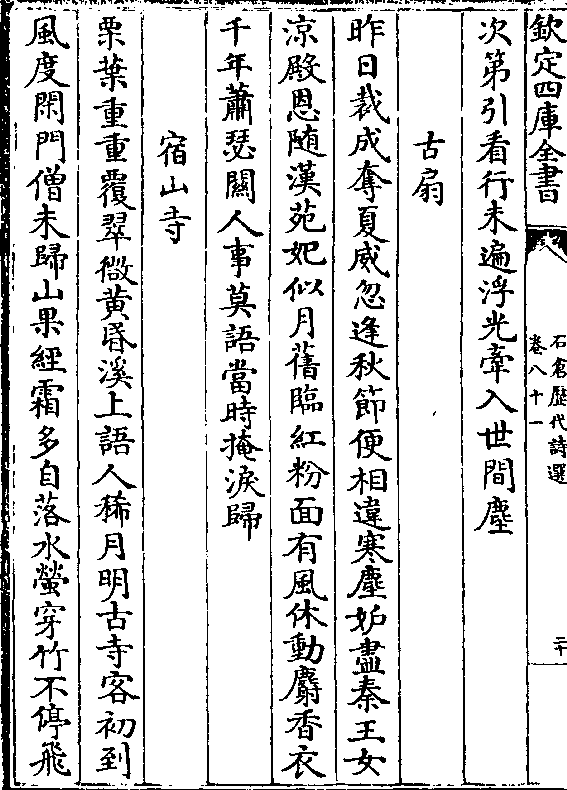 欽定四庫全書
石倉歷代詩選
卷八十一
二十
次第引看行未遍浮光牽入世間塵
古扇
昨日裁成奪夏威忽逢秋節便相違寒塵妒盡秦王女
涼殿恩隨漢苑妃似月舊臨紅粉面有風休動麝香衣
千年蕭瑟關人事莫語當時掩淚歸
宿山寺
栗葉重重覆翠微黃昏溪上語人稀月明古寺客初到
風度閑門僧未歸山果經霜多自落水螢穿竹不停飛